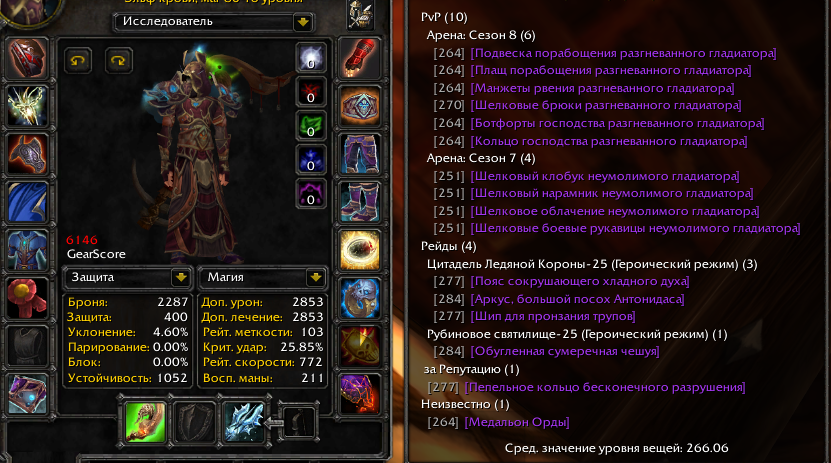 Эльф крови, маг 80-го уровня
Исследователь
0
0
0
0
0
6146
GearScore
Защита
Магия
Броня: 2287
Защита: 400
Уклонение: 4.60%
Парирование: 0.00%
Блок: 0.00%
Устойчивость: 1052
Доп. урон: 2853
Доп. лечение: 2853
Рейт. меткости: 103
Крит. удар: 25.85%
Рейт. скорости: 772
Восп. маны: 211
PvP (10)
Арена: Сезон 8 (6)
[264] [Подвеска порабощения разгневанного гладиатора]
[264] [Плащ порабощения разгневанного гладиатора]
[264] [Манжеты рвения разгневанного гладиатора]
[270] [Шелковые брюки разгневанного гладиатора]
[264] [Ботфорты господства разгневанного гладиатора]
[264] [Кольцо господства разгневанного гладиатора]
Арена: Сезон 7 (4)
[251] [Шелковый клобук неумолимого гладиатора]
[251] [Шелковый нарамник неумолимого гладиатора]
[251] [Шелковое облачение неумолимого гладиатора]
[251] [Шелковые боевые рукавицы неумолимого гладиатора]
Рейды (4)
Цитадель Ледяной Короны-25 (Героический режим) (3)
[277] [Пояс сокрушающего хладного духа]
[284] [Аркус, большой посох Антонидаса]
[277] [Шип для пронзания трупов]
Рубиновое святилище-25 (Героический режим) (1)
[284] [Обугленная сумеречная чешуя]
за Репутацию (1)
[277] [Пепельное кольцо бесконечного разрушения]
Неизвестно (1)
[264] [Медальон Орды]
Сред. значение уровня вещей: 266.06